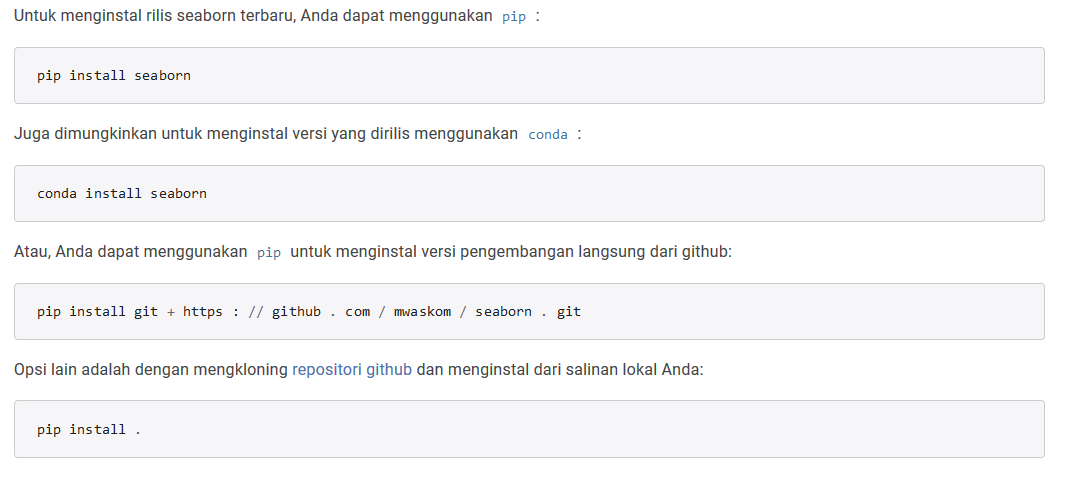 Untuk menginstal rilis seaborn terbaru, Anda dapat menggunakan pip :
pip install seaborn
Juga dimungkinkan untuk menginstal versi yang dirilis menggunakan conda :
conda install seaborn
Atau, Anda dapat menggunakan pip untuk menginstal versi pengembangan langsung dari github:
pip install git + https : // github . com / mwaskom / seaborn . git
Opsi lain adalah dengan mengkloning repositori github dan menginstal dari salinan lokal Anda:
pip install .